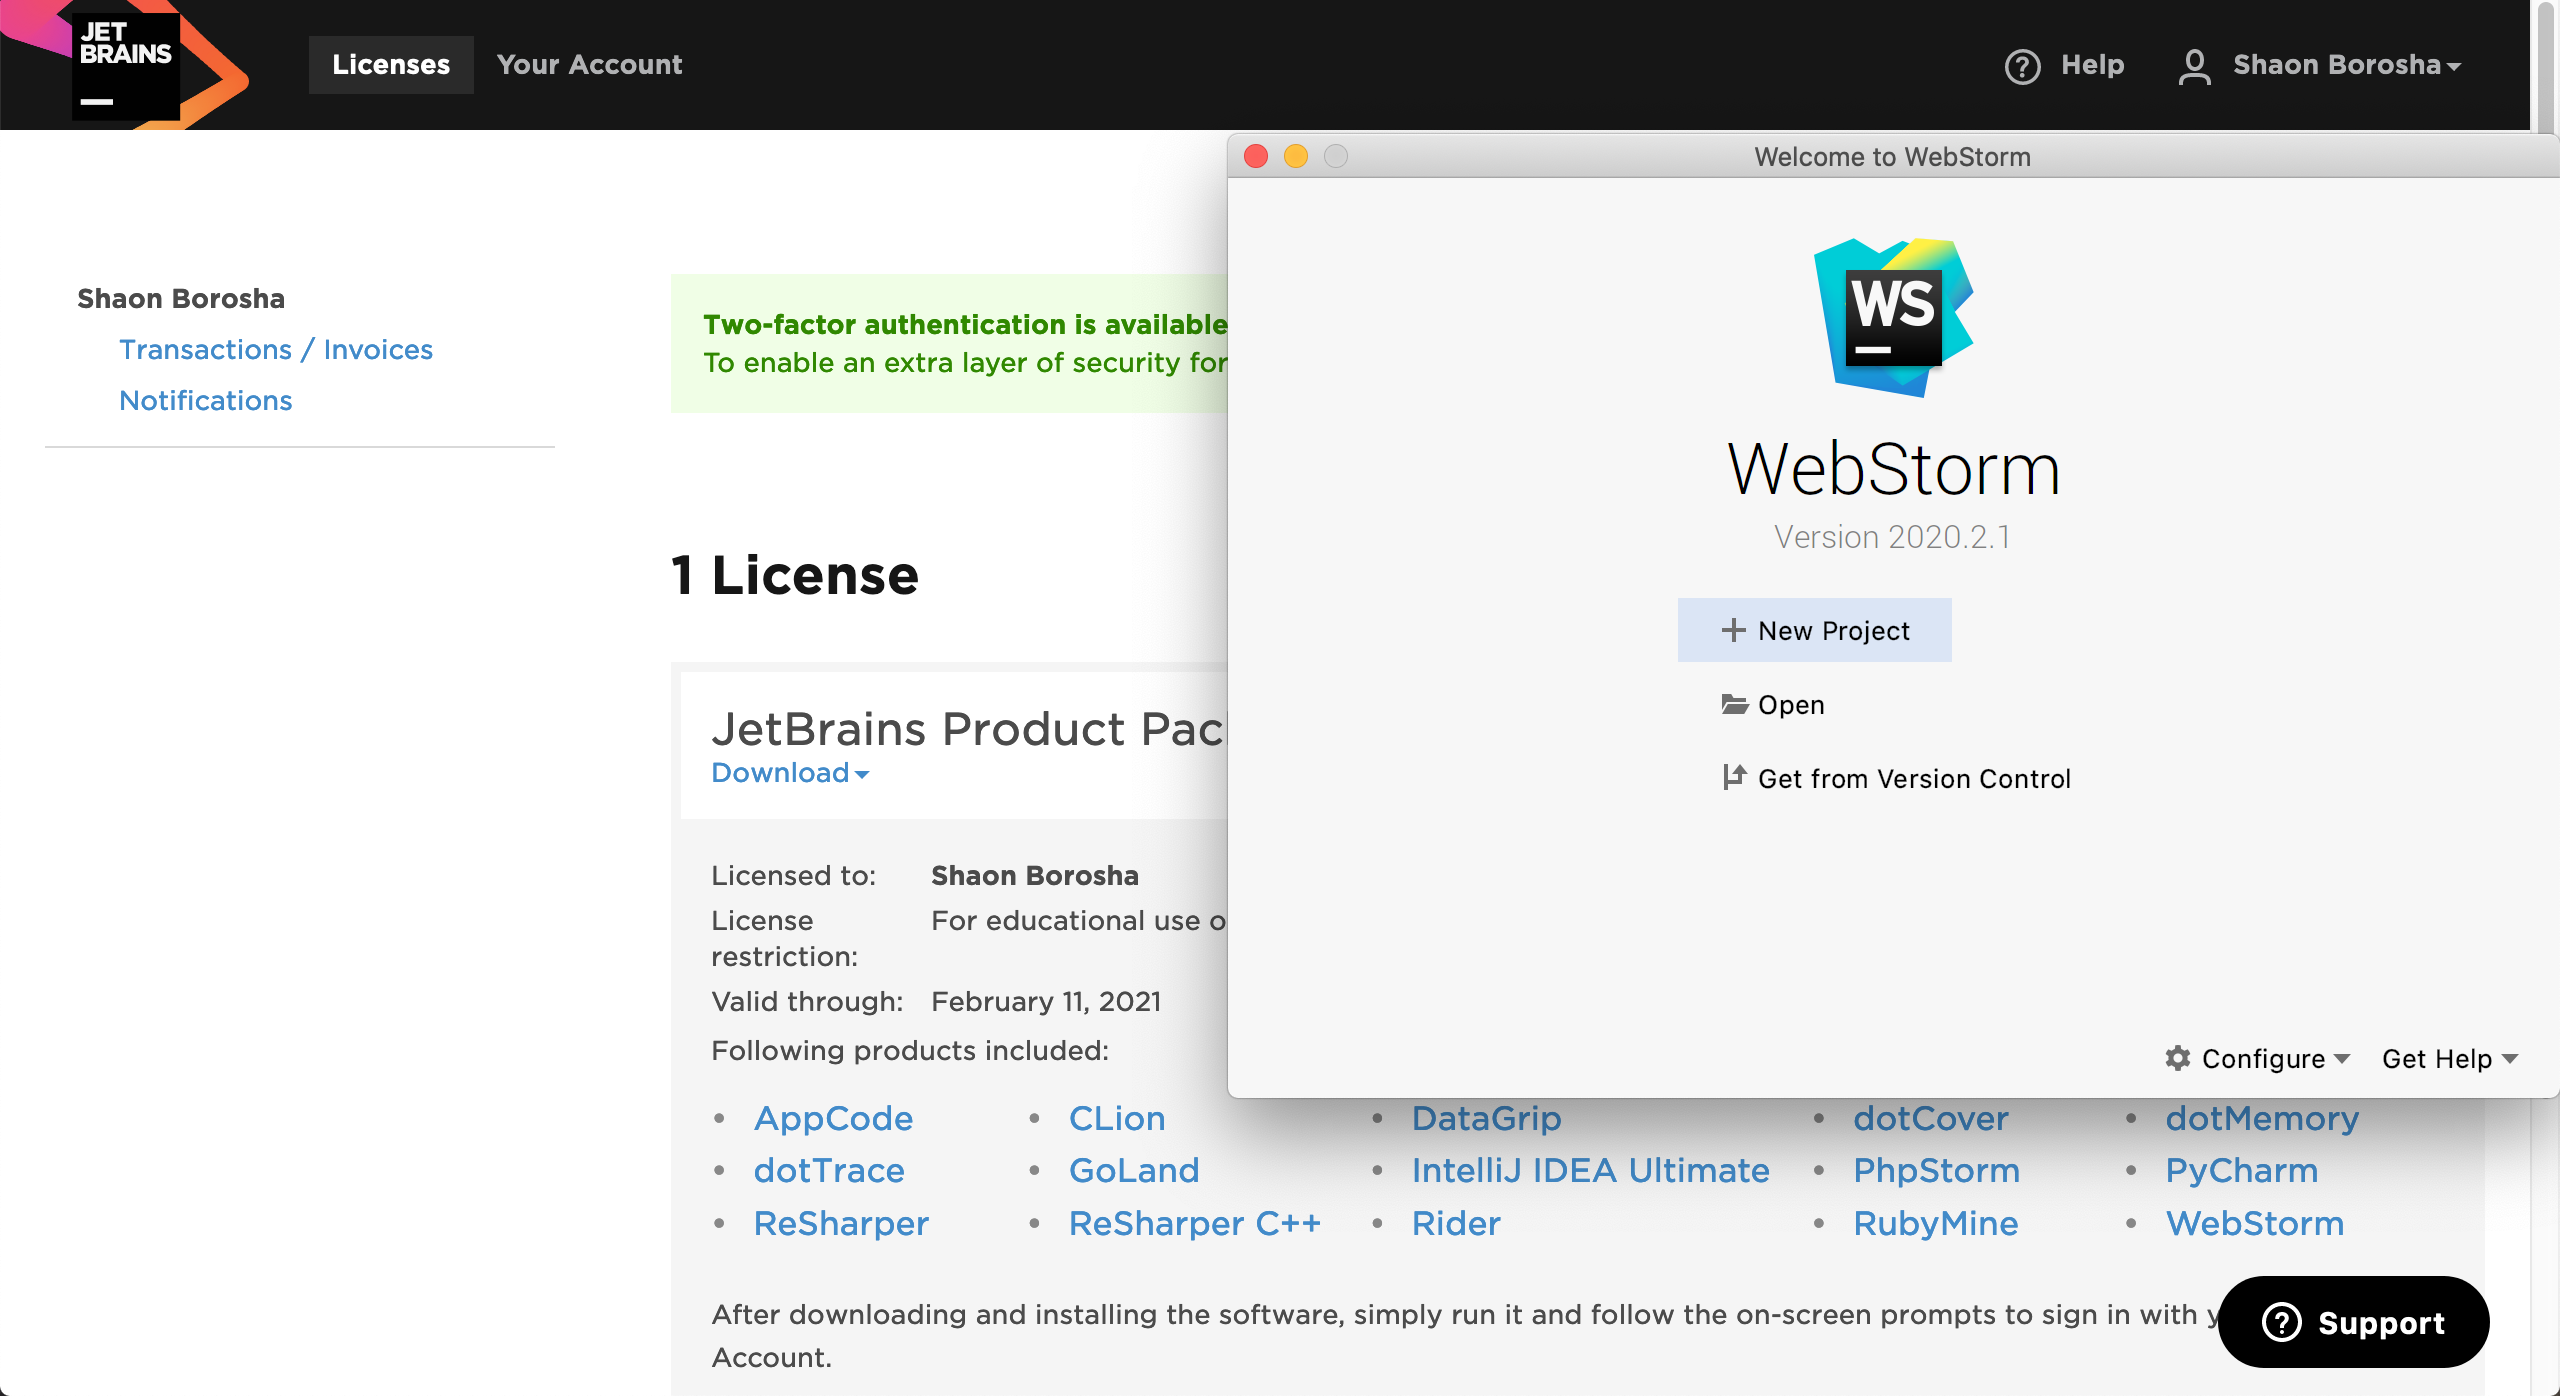 JET
BRAINS
Licenses
Your Account
Help
Shaon Borosha
Shaon Borosha
Transactions / Invoices
Notifications
Two-factor authentication is available
To enable an extra layer of security for
1 License
JetBrains Product
Download
Licensed to: Shaon Borosha
License restriction: For educational use
Valid through: February 11, 2021
Following products included:
AppCode
CLion
DataGrip
dotCover
dotMemory
dotTrace
GoLand
IntelliJ IDEA Ultimate
PhpStorm
PyCharm
ReSharper
ReSharper C++
Rider
RubyMine
WebStorm
After downloading and installing the software, simply run it and follow the on-screen prompts to sign in with
Account.
Support
Welcome to WebStorm
WS
WebStorm
Version 2020.2.1
New Project
Open
Get from Version Control
Configure
Get Help